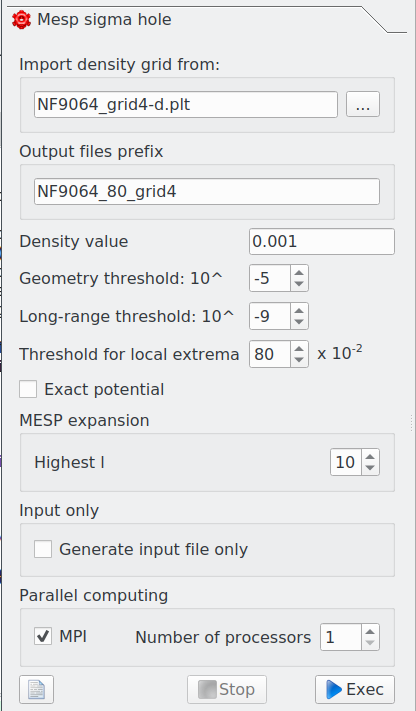 Mesp sigma hole
Import density grid from:
NF9064_grid4-d.plt ...
Output files prefix
NF9064_80_grid4
Density value 0.001
Geometry threshold: 10^ -5
Long-range threshold: 10^ -9
Threshold for local extrema 80 x 10-2
Exact potential
MESP expansion
Highest l 10
Input only
Generate input file only
Parallel computing
MPI Number of processors 1
Stop Exec